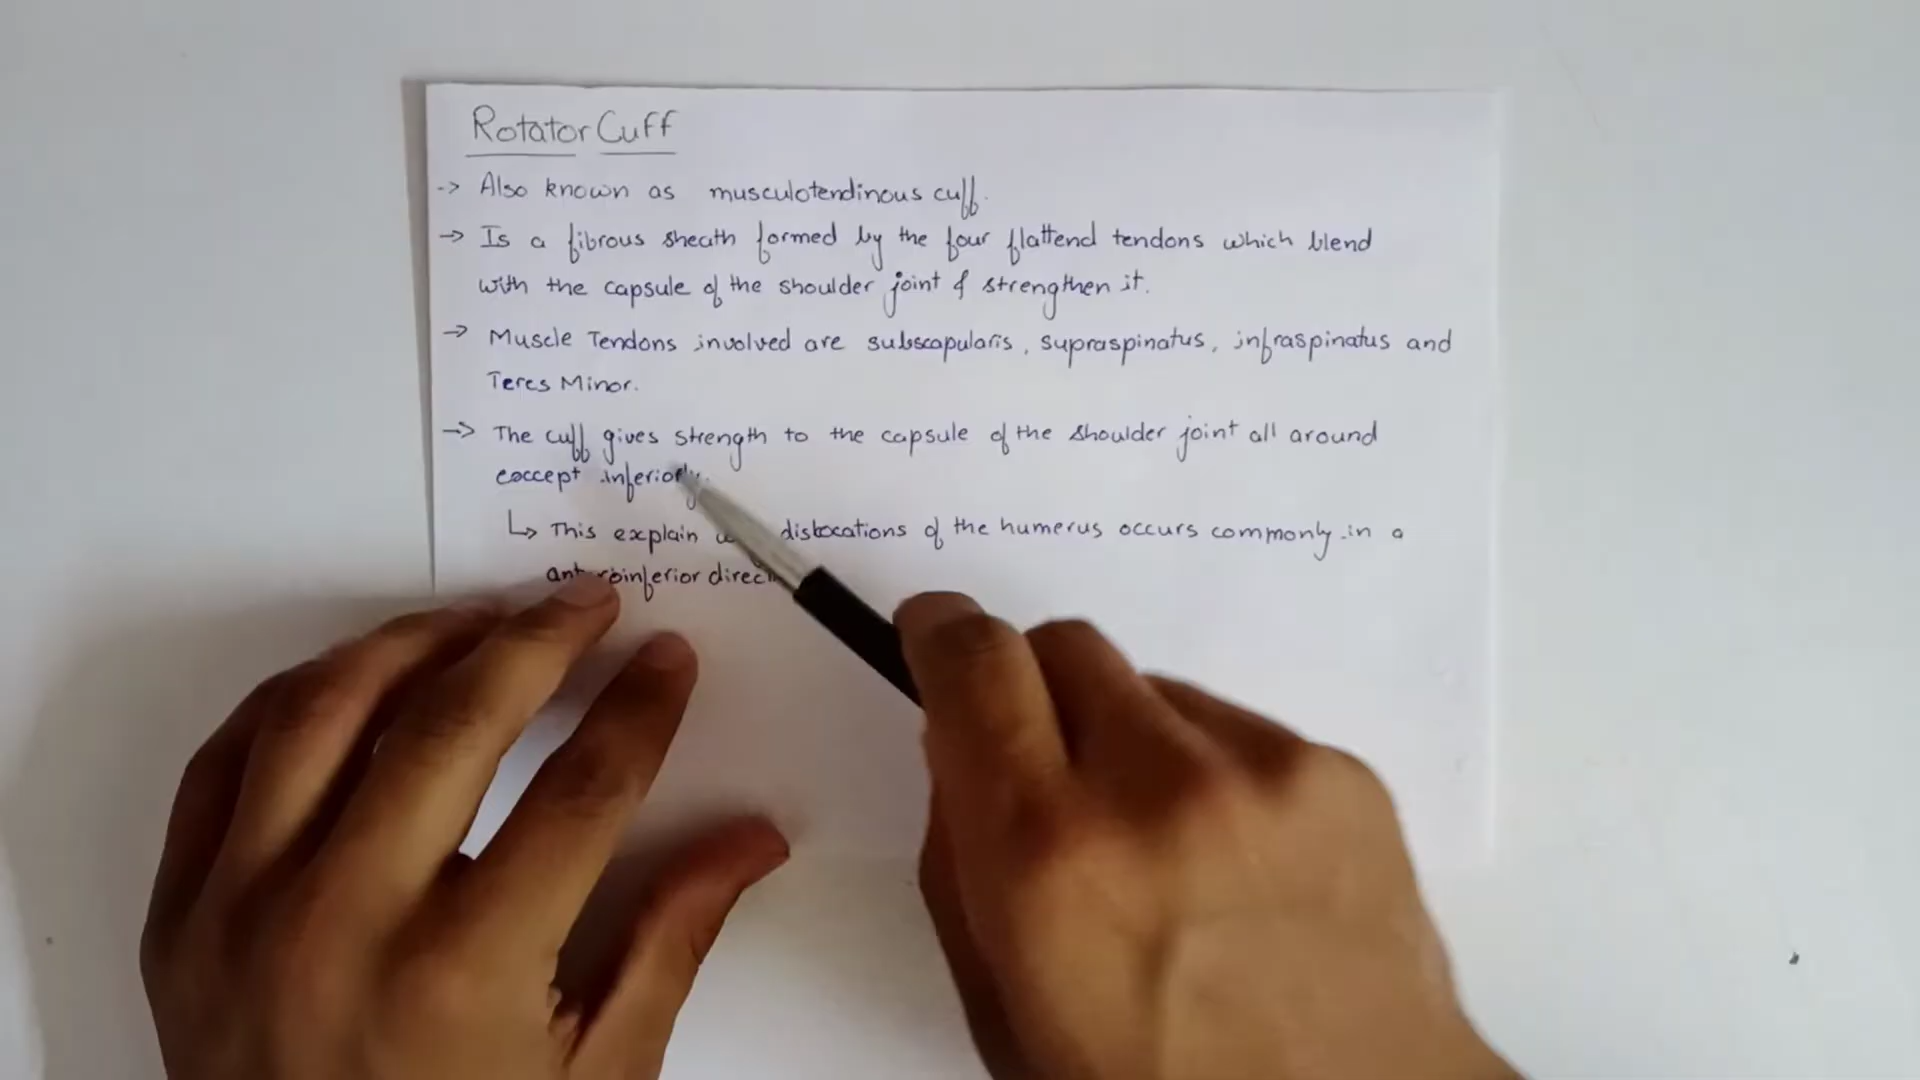 Rotator Cuff
-> Also known as musculotendinous cuff.
-> Is a fibrous sheath formed by the four flattend tendons which blend
with the capsule of the shoulder joint & strengthen it.
-> Muscle Tendons involved are subscapularis, supraspinatus, infraspinatus and
Teres Minor.
-> The cuff gives strength to the capsule of the shoulder joint all around
except inferiorly.
↳ This explain dislocations of the humerus occurs commonly in a
anteroinferior